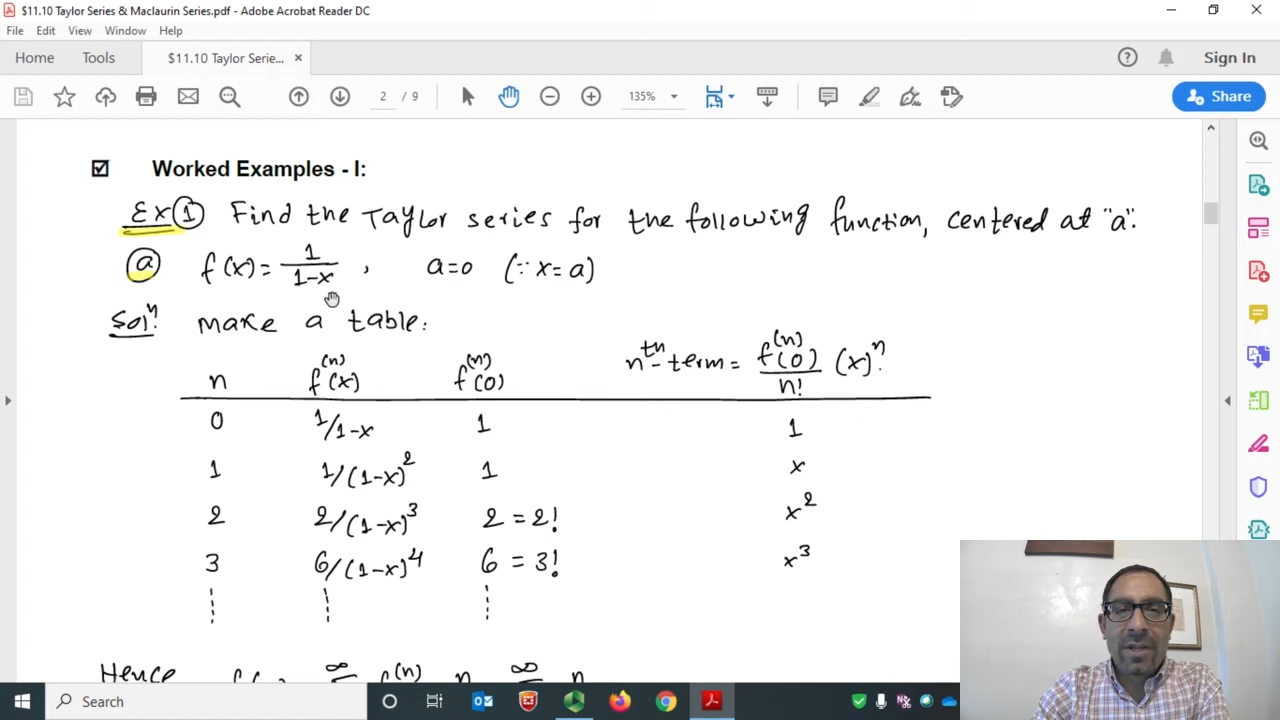 $11.10 Taylor Series & Maclaurin Series.pdf - Adobe Acrobat Reader DC
File Edit View Window Help
Home Tools $11.10 Taylor Serie... × Sign In
2 / 9 135% Share
Worked Examples - I:
Ex 1 Find the Taylor series for the following function, centered at "a".
a f(x) = 1/(1-x) , a=0 (∵ x=a)
Solⁿ: make a table:
n f^(n)(x) f^(n)(0) nth term = f^(n)(0)/n! (x)^n.
0 1/1-x 1 1
1 1/(1-x)^2 1 x
2 2/(1-x)^3 2 = 2! x^2
3 6/(1-x)^4 6 = 3! x^3
Hence
Search